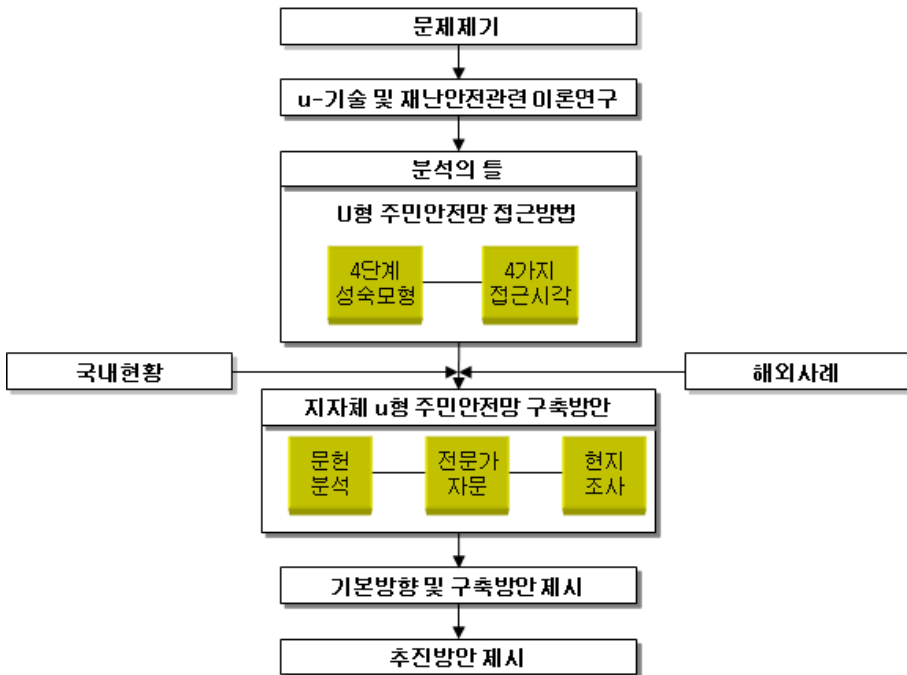 문제제기
u-기술 및 재난안전관련 이론연구
분석의 틀
U형 주민안전망 접근방법
4단계
성숙모형
4가지
접근시각
국내현황
해외사례
지자체 u형 주민안전망 구축방안
문헌
분석
전문가
자문
현지
조사
기본방향 및 구축방안 제시
추진방안 제시